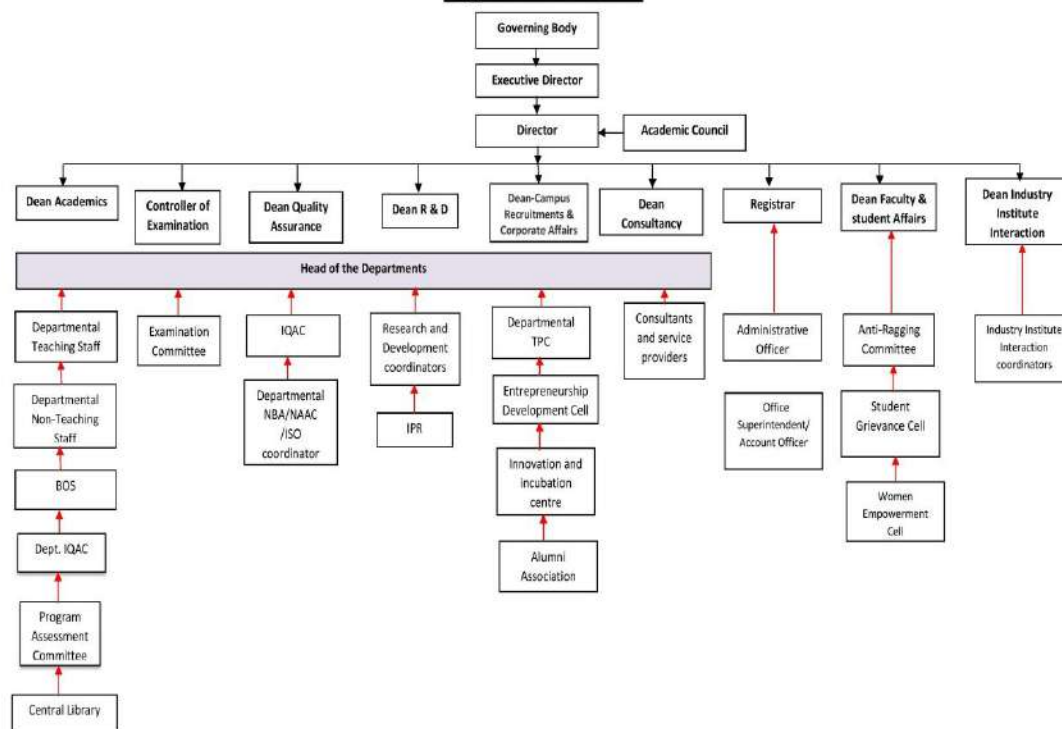 Governing Body
Executive Director
Director
Academic Council
Dean Academics
Controller of
Examination
Dean Quality
Assurance
Dean R & D
Dean-Campus
Recruitments &
Corporate Affairs
Dean
Consultancy
Registrar
Dean Faculty &
student Affairs
Dean Industry
Institute
Interaction
Head of the Departments
Departmental
Teaching Staff
Examination
Committee
IQAC
Research and
Development
coordinators
Departmental
TPC
Consultants
and service
providers
Administrative
Officer
Anti-Ragging
Committee
Industry Institute
Interaction
coordinators
Departmental
Non-Teaching
Staff
Departmental
NBA/NAAC
/ISO
coordinator
IPR
Entrepreneurship
Development Cell
Office
Superintendent/
Account Officer
Student
Grievance Cell
BOS
Innovation and
incubation
centre
Women
Empowerment
Cell
Dept. IQAC
Alumni
Association
Program
Assessment
Committee
Central Library